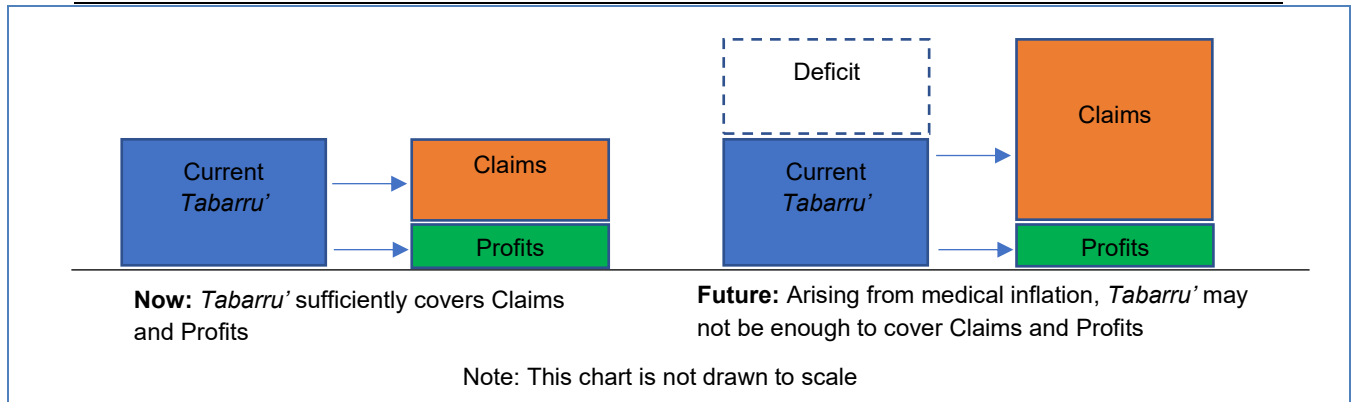 Current
Tabarru’
Claims
Profits
Now: Tabarru’ sufficiently covers Claims
and Profits
Deficit
Current
Tabarru’
Claims
Profits
Future: Arising from medical inflation, Tabarru’ may
not be enough to cover Claims and Profits
Note: This chart is not drawn to scale